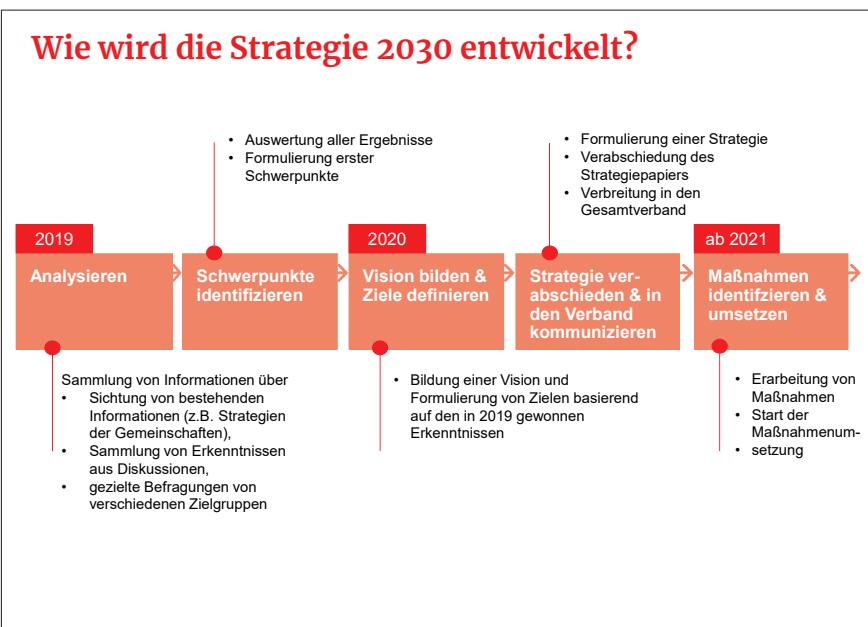 Wie wird die Strategie 2030 entwickelt?
• Auswertung aller Ergebnisse
• Formulierung erster
Schwerpunkte
• Formulierung einer Strategie
• Verabschiedung des
Strategiepapiers
• Verbreitung in den
Gesamtverband
2019
Analysieren
Schwerpunkte
identifizieren
2020
Vision bilden &
Ziele definieren
Strategie ver-
abschieden & in
den Verband
kommunizieren
ab 2021
Maßnahmen
identifzieren &
umsetzen
Sammlung von Informationen über
• Sichtung von bestehenden
Informationen (z.B. Strategien
der Gemeinschaften),
• Sammlung von Erkenntnissen
aus Diskussionen,
• gezielte Befragungen von
verschiedenen Zielgruppen
• Bildung einer Vision und
Formulierung von Zielen basierend
auf den in 2019 gewonnen
Erkenntnissen
• Erarbeitung von
Maßnahmen
• Start der
Maßnahmenum-
• setzung